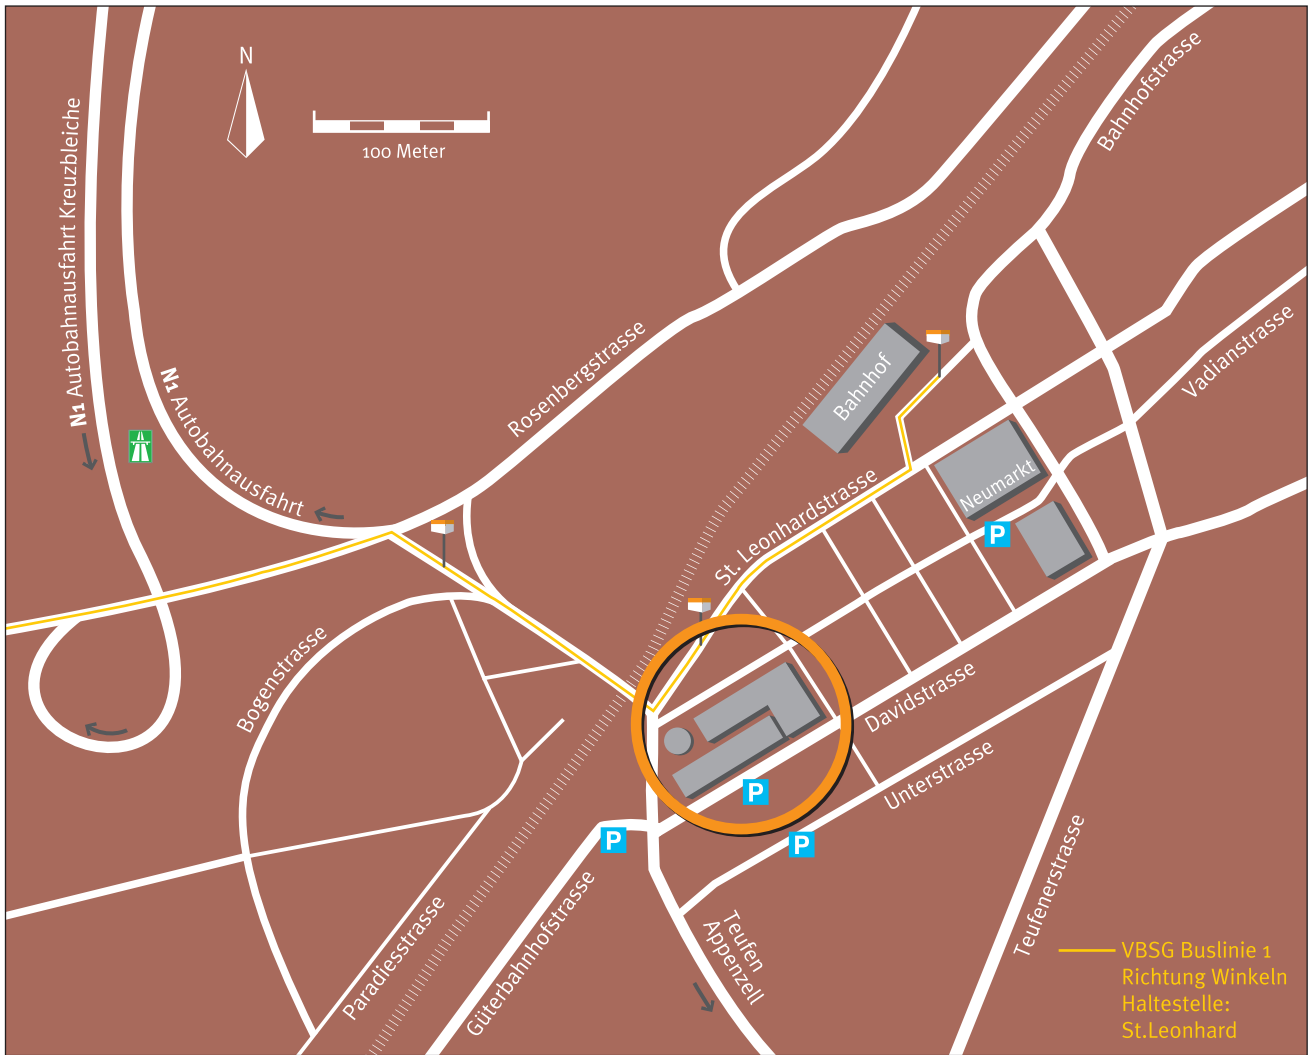 N
100 Meter
N1 Autobahnausfahrt Kreuzbleiche
N1 Autobahnausfahrt
Rosenbergstrasse
Bahnhofstrasse
Vadianstrasse
Bahnhof
Neumarkt
St. Leonhardstrasse
P
Bogenstrasse
Davidstrasse
Unterstrasse
P
P
P
Paradiesstrasse
Güterbahnhofstrasse
Teufen
Appenzell
Teufenerstrasse
VBSG Buslinie 1
Richtung Winkeln
Haltestelle:
St.Leonhard